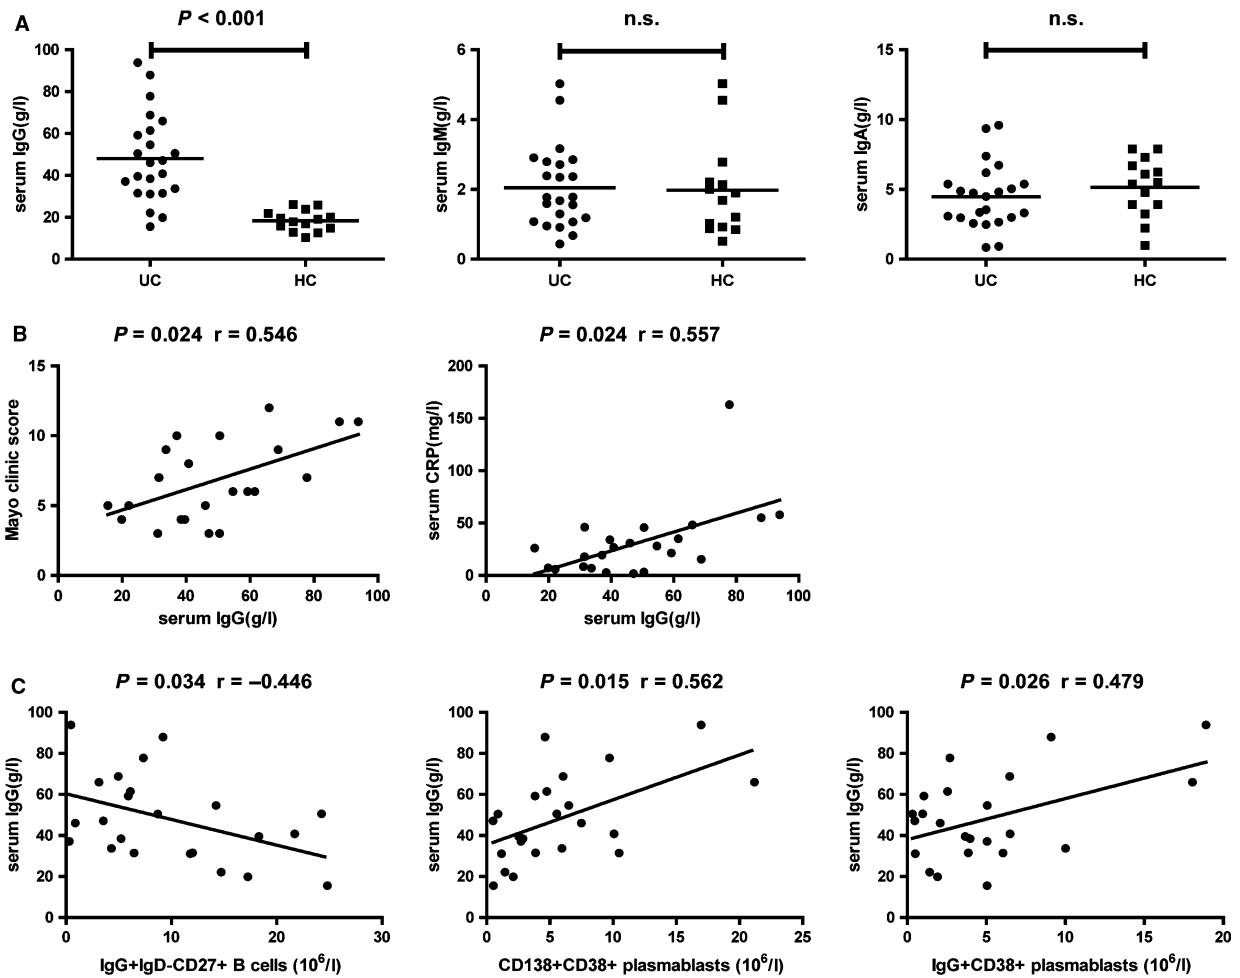 A
P < 0.001
n.s.
n.s.
serum IgG(g/l)
100
80
60
40
20
0
UC
HC
serum IgM(g/l)
6
4
2
0
UC
HC
serum IgA(g/l)
15
10
5
0
UC
HC
B
P = 0.024 r = 0.546
P = 0.024 r = 0.557
Mayo clinic score
15
10
5
0
0 20 40 60 80 100
serum IgG(g/l)
serum CRP(mg/l)
200
150
100
50
0
0 20 40 60 80 100
serum IgG(g/l)
C
P = 0.034 r = –0.446
P = 0.015 r = 0.562
P = 0.026 r = 0.479
serum IgG(g/l)
100
80
60
40
20
0
0 10 20 30
IgG+IgD-CD27+ B cells (10⁶/l)
serum IgG(g/l)
100
80
60
40
20
0
0 5 10 15 20 25
CD138+CD38+ plasmablasts (10⁶/l)
serum IgG(g/l)
100
80
60
40
20
0
0 5 10 15 20
IgG+CD38+ plasmablasts (10⁶/l)